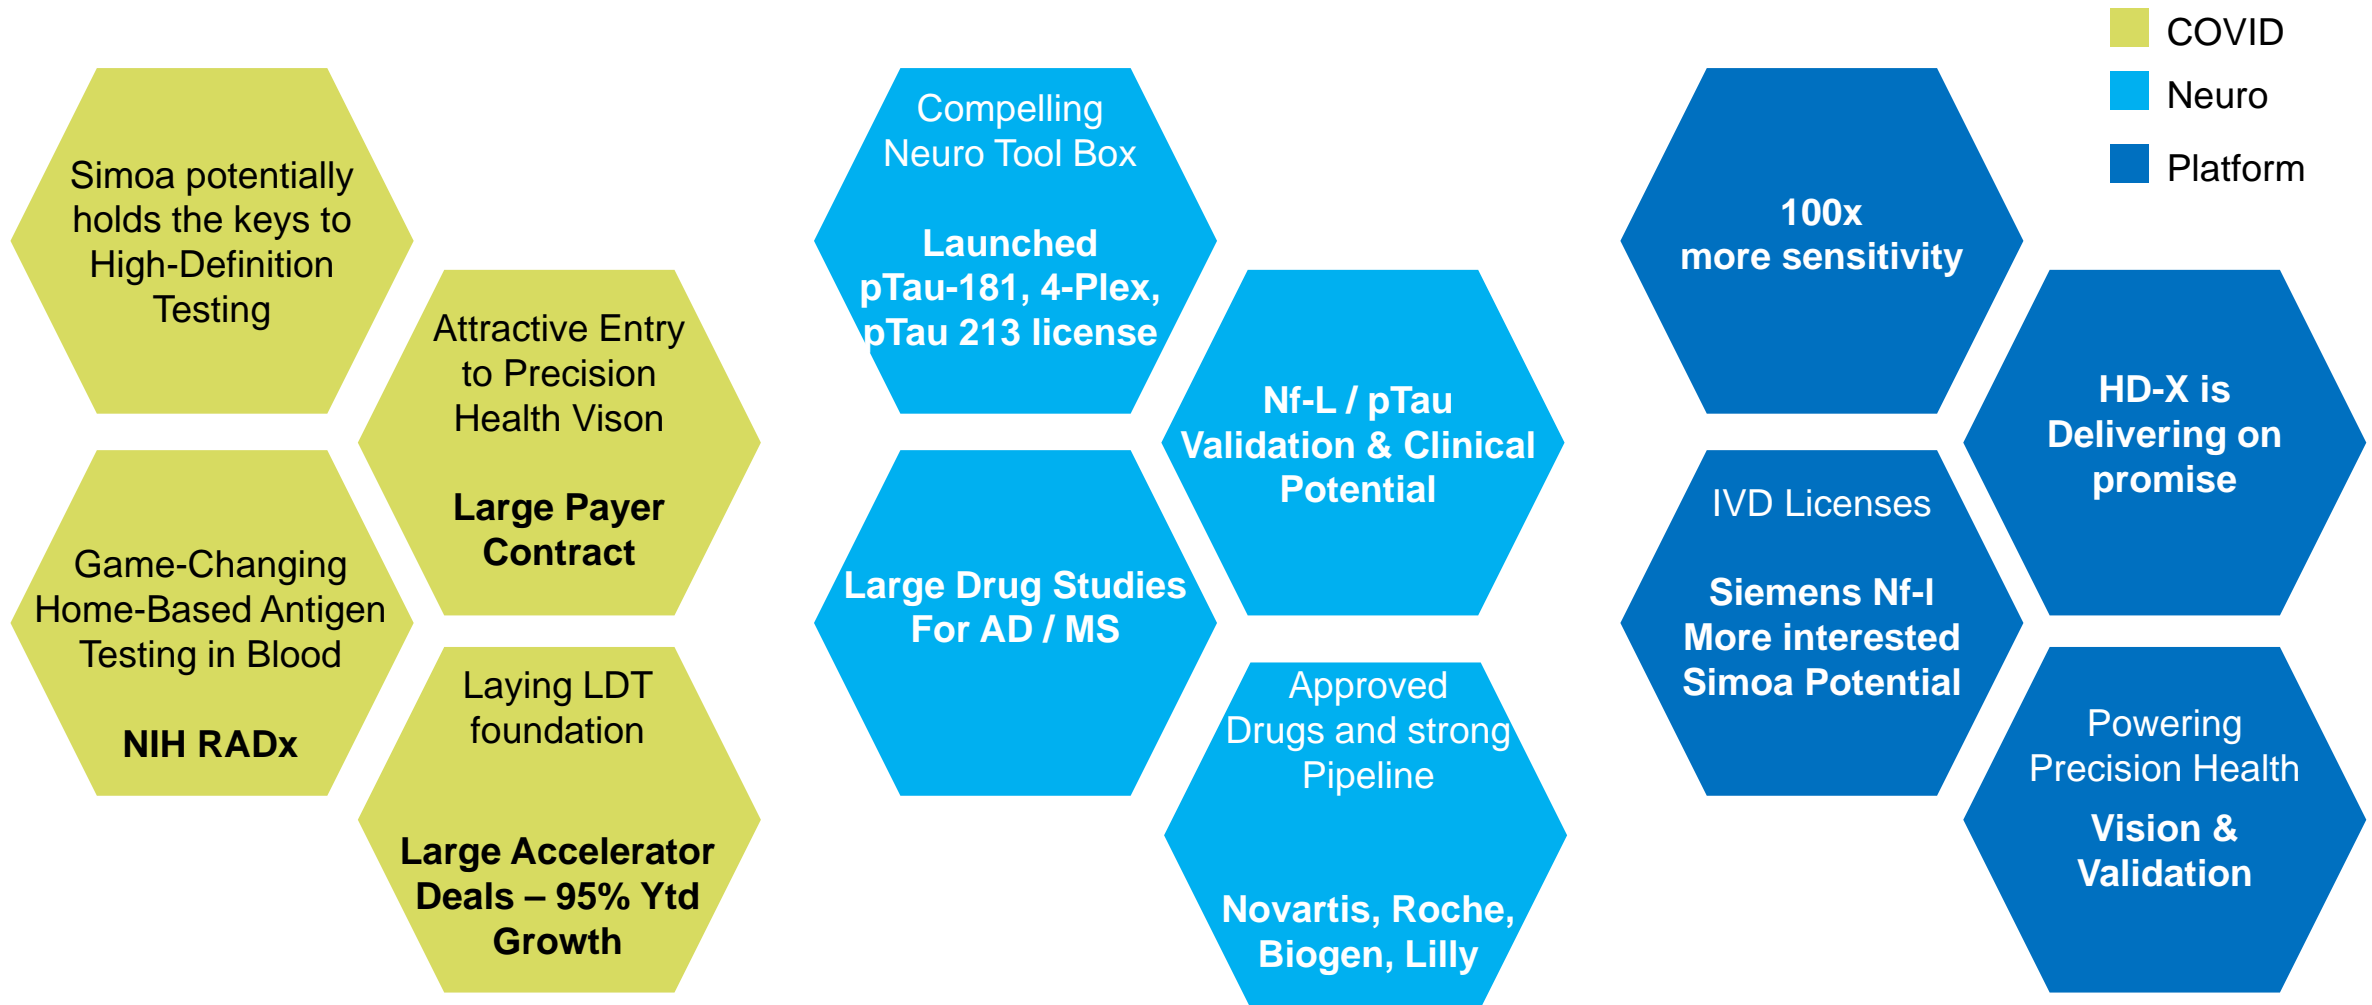 COVID
Neuro
Platform
Simoa potentially
holds the keys to
High-Definition
Testing
Attractive Entry
to Precision
Health Vison
Large Payer
Contract
Game-Changing
Home-Based Antigen
Testing in Blood
NIH RADx
Laying LDT
foundation
Large Accelerator
Deals – 95% Ytd
Growth
Compelling
Neuro Tool Box
Launched
pTau-181, 4-Plex,
pTau 213 license
Nf-L / pTau
Validation & Clinical
Potential
Large Drug Studies
For AD / MS
Approved
Drugs and strong
Pipeline
Novartis, Roche,
Biogen, Lilly
100x
more sensitivity
HD-X is
Delivering on
promise
IVD Licenses
Siemens Nf-l
More interested
Simoa Potential
Powering
Precision Health
Vision &
Validation